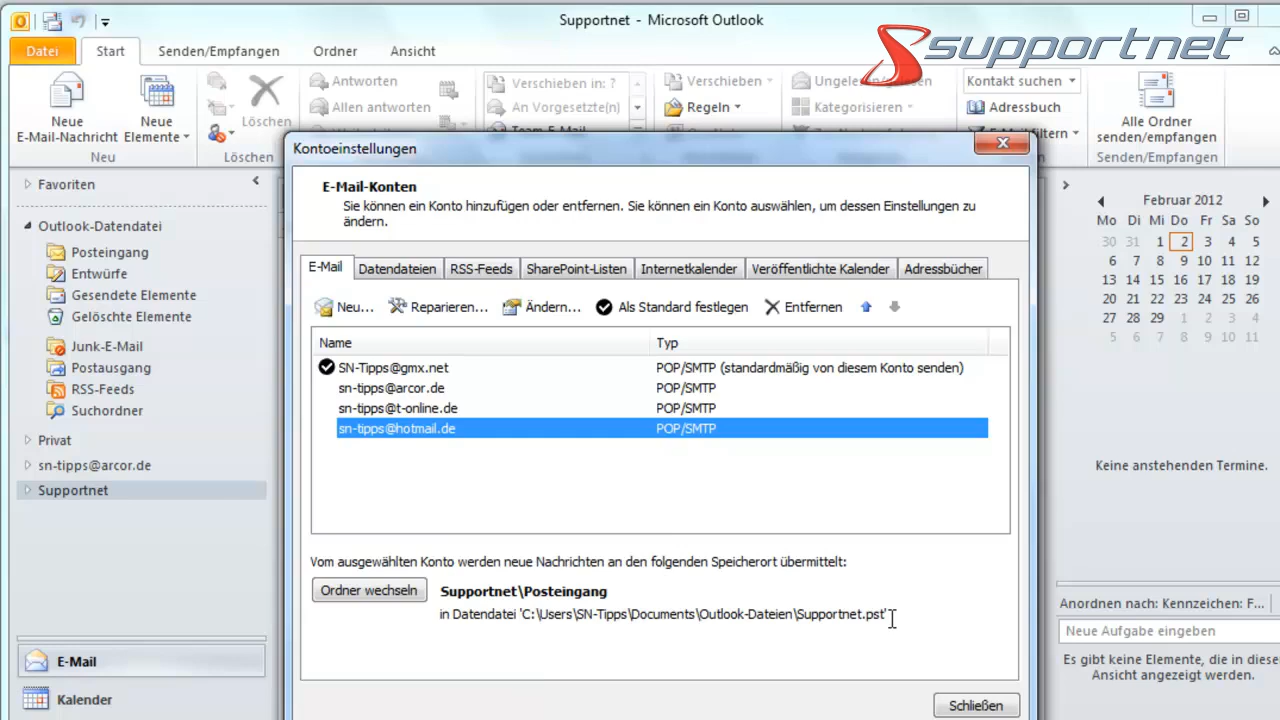 Supportnet - Microsoft Outlook
supportnet
Datei
Start
Senden/Empfangen
Ordner
Ansicht
Neue
E-Mail-Nachricht
Neue
Elemente
Neu
Löschen
Löschen
Antworten
Allen antworten
Verschieben in: ?
An Vorgesetzte(n)
Team-E-Mail
Verschieben
Regeln
Kategorisieren
Kontakt suchen
Adressbuch
Alle Ordner
senden/empfangen
Senden/Empfangen
Favoriten
Outlook-Datendatei
Posteingang
Entwürfe
Gesendete Elemente
Gelöschte Elemente
Junk-E-Mail
Postausgang
RSS-Feeds
Suchordner
Privat
sn-tipps@arcor.de
Supportnet
E-Mail
Kalender
Kontoeinstellungen
E-Mail-Konten
Sie können ein Konto hinzufügen oder entfernen. Sie können ein Konto auswählen, um dessen Einstellungen zu
ändern.
E-Mail
Datendateien
RSS-Feeds
SharePoint-Listen
Internetkalender
Veröffentlichte Kalender
Adressbücher
Neu...
Reparieren...
Ändern...
Als Standard festlegen
Entfernen
Name Typ
SN-Tipps@gmx.net POP/SMTP (standardmäßig von diesem Konto senden)
sn-tipps@arcor.de POP/SMTP
sn-tipps@t-online.de POP/SMTP
sn-tipps@hotmail.de POP/SMTP
Vom ausgewählten Konto werden neue Nachrichten an den folgenden Speicherort übermittelt:
Ordner wechseln
Supportnet\Posteingang
in Datendatei 'C:\Users\SN-Tipps\Documents\Outlook-Dateien\Supportnet.pst'
Schließen
Februar 2012
Mo Di Mi Do Fr Sa So
30 31 1 2 3 4 5
6 7 8 9 10 11 12
13 14 15 16 17 18 19
20 21 22 23 24 25 26
27 28 29 1 2 3 4
5 6 7 8 9 10 11
Keine anstehenden Termine.
Anordnen nach: Kennzeichen: F...
Neue Aufgabe eingeben
Es gibt keine Elemente, die in diese
Ansicht angezeigt werden.